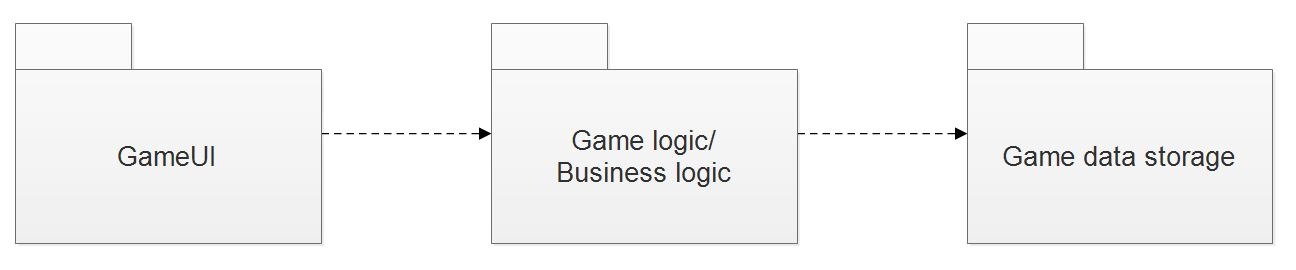 GameUI
Game logic/
Business logic
Game data storage